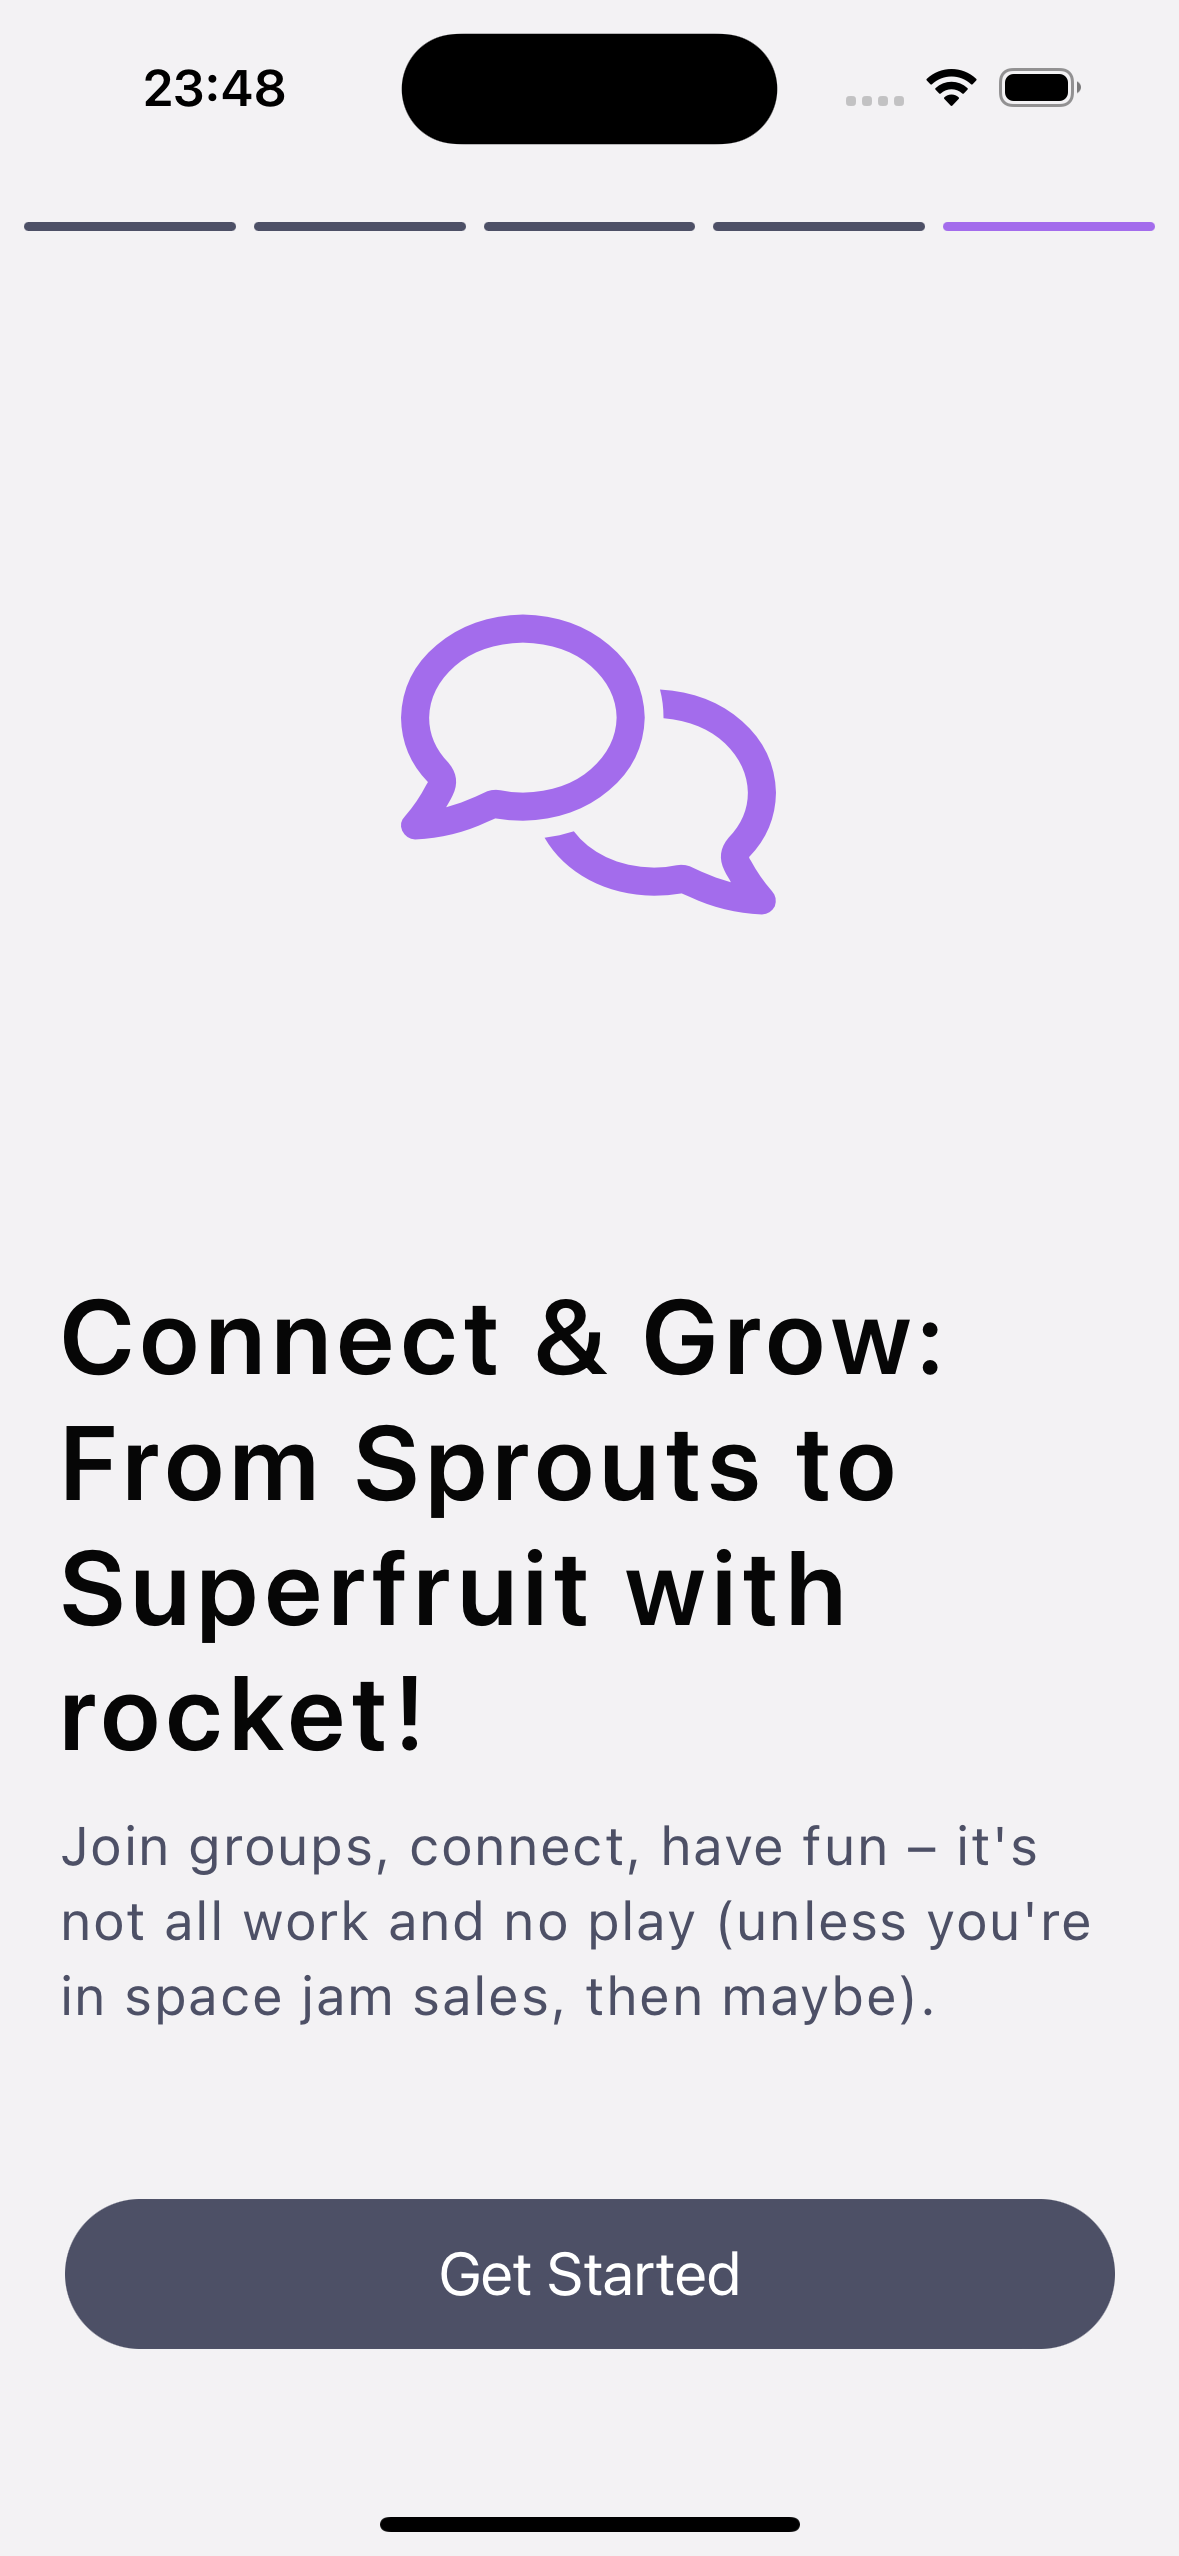 23:48
Connect & Grow:
From Sprouts to
Superfruit with
rocket!
Join groups, connect, have fun – it's
not all work and no play (unless you're
in space jam sales, then maybe).
Get Started